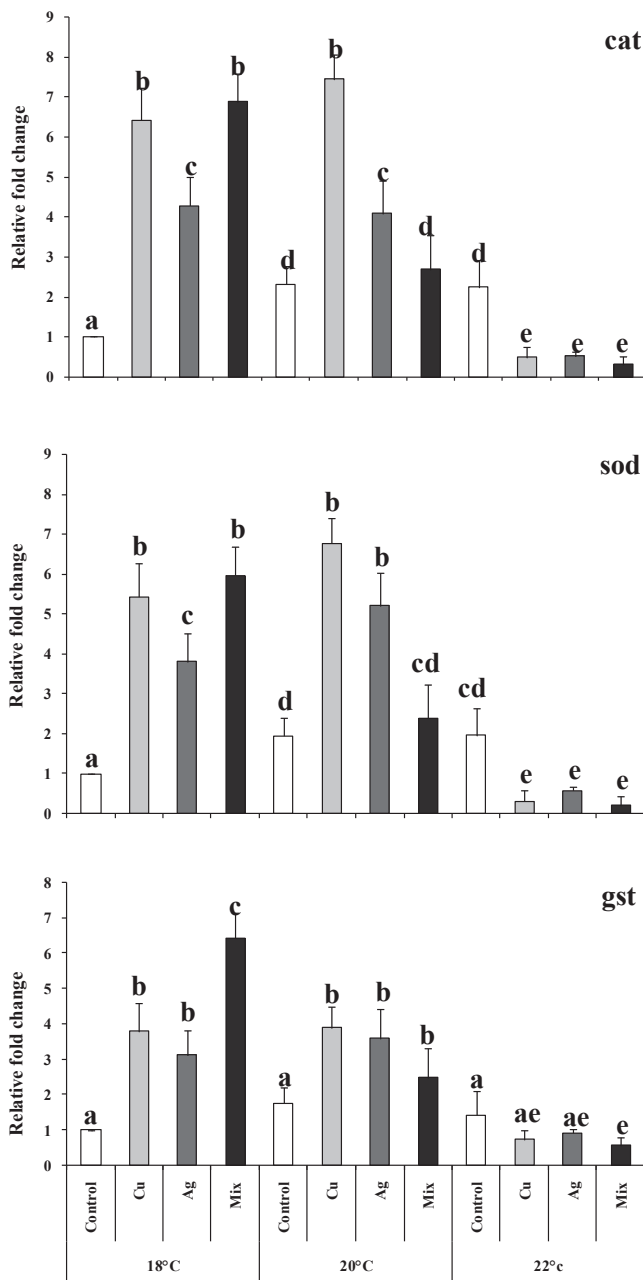 cat
Relative fold change
9
8
7
6
5
4
3
2
1
0
a
b
c
b
d
b
c
d
d
e
e
e
sod
Relative fold change
9
8
7
6
5
4
3
2
1
0
a
b
c
b
d
b
b
cd
cd
e
e
e
gst
Relative fold change
8
7
6
5
4
3
2
1
0
a
b
b
c
a
b
b
b
a
ae
ae
e
Control Cu Ag Mix Control Cu Ag Mix Control Cu Ag Mix
18°C 20°C 22°c